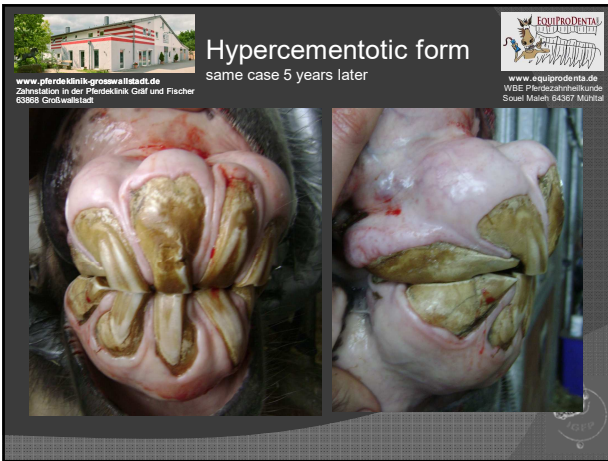 www.pferdeklinik-grosswallstadt.de
Zahnstation in der Pferdeklinik Gräf und Fischer
63868 Großwallstadt
Hypercementotic form
same case 5 years later
EQUIPRODENTAL
www.equiprodenta.de
WBE Pferdezahnheilkunde
Souel Maleh 64367 Mühltal